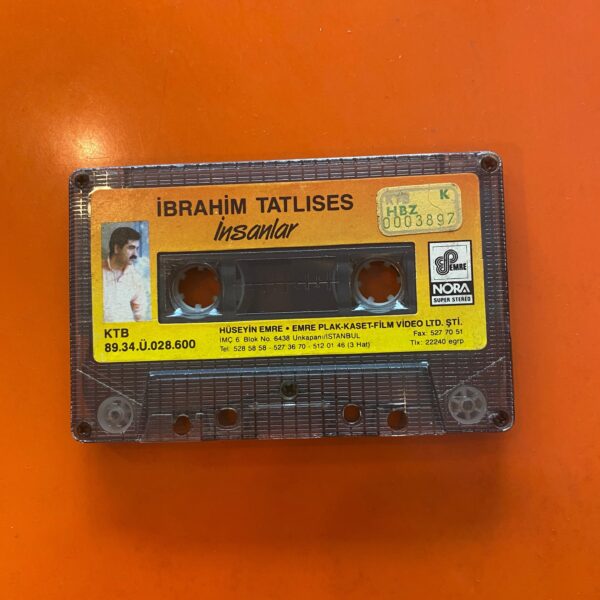 İBRAHİM TATLISES
İnsanlar
KTB K
HBZ
0003897
EMRE
NORA
SUPER STEREO
KTB
89.34.Ü.028.600
HÜSEYİN EMRE • EMRE PLAK-KASET-FİLM VİDEO LTD. ŞTİ.
İMÇ 6. Blok No. 6438 Unkapanı/İSTANBUL Fax: 527 70 51
Tel: 528 58 58 - 527 36 70 - 512 01 46 (3 Hat) Tlx: 22240 egrp